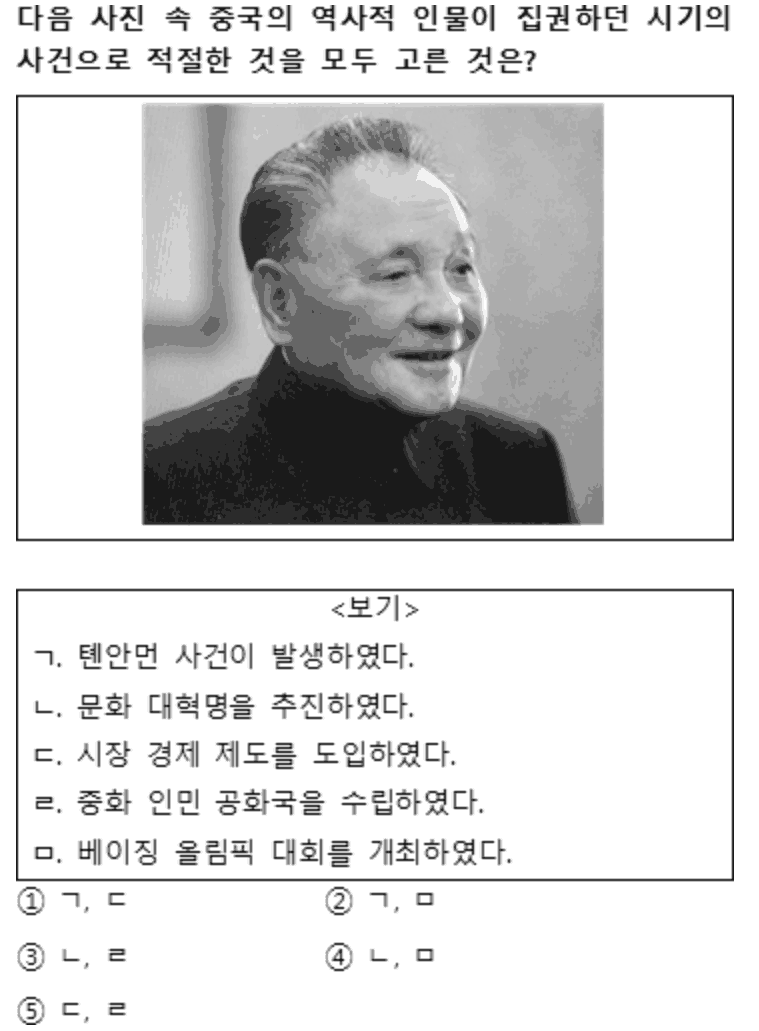 다음 사진 속 중국의 역사적 인물이 집권하던 시기의
사건으로 적절한 것을 모두 고른 것은?
<보기>
ㄱ. 톈안먼 사건이 발생하였다.
ㄴ. 문화 대혁명을 추진하였다.
ㄷ. 시장 경제 제도를 도입하였다.
ㄹ. 중화 인민 공화국을 수립하였다.
ㅁ. 베이징 올림픽 대회를 개최하였다.
① ㄱ, ㄷ ② ㄱ, ㅁ
③ ㄴ, ㄹ ④ ㄴ, ㅁ
⑤ ㄷ, ㄹ